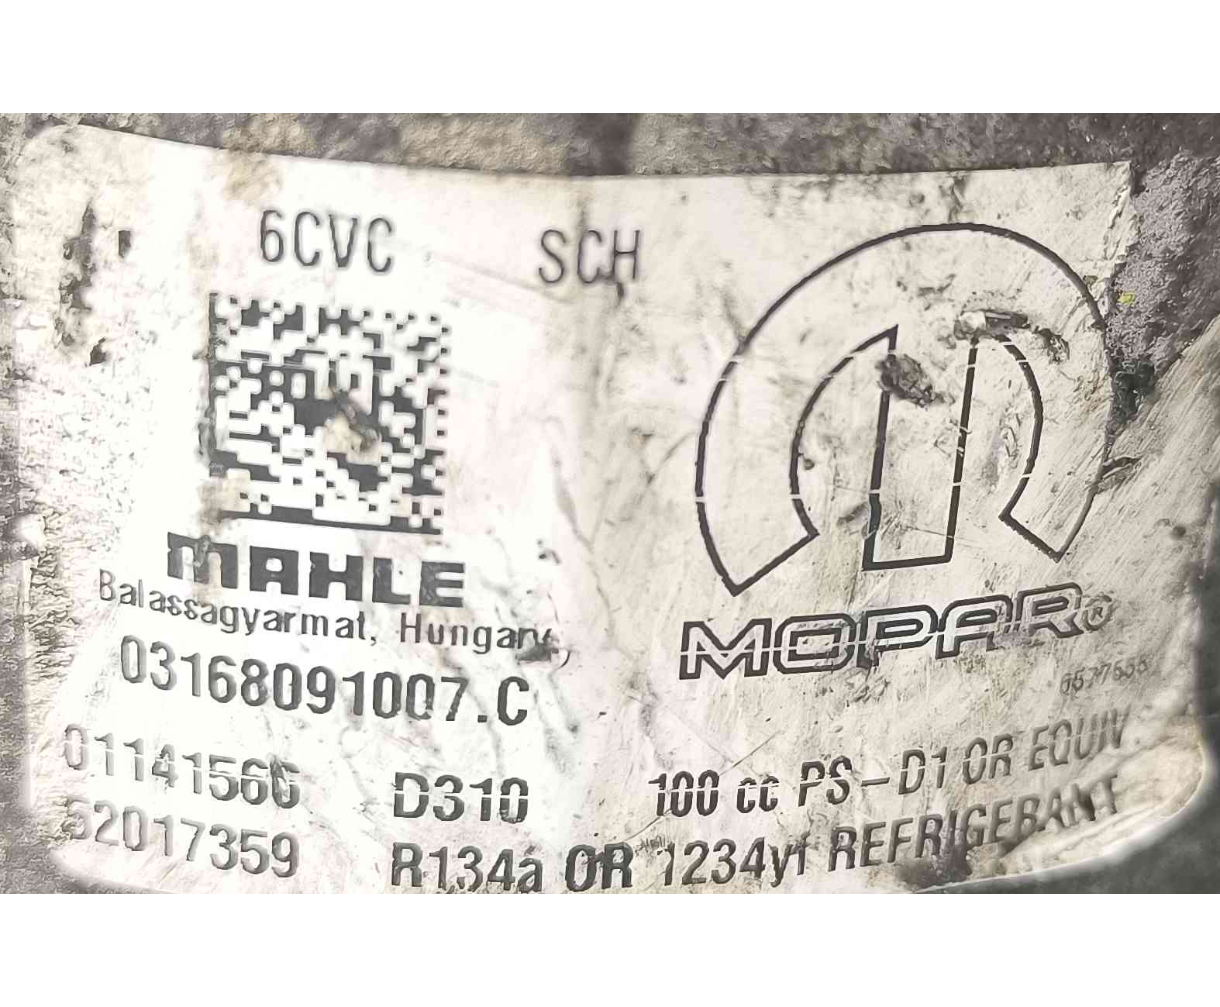 6CVC SCH
MAHLE
Balassagyarmat, Hungary,
MOPAR®
03168091007.C
01141566 D310 100 cc PS-D1 OR EQUIV
52017359 R134a OR 1234yf REFRIGERANT